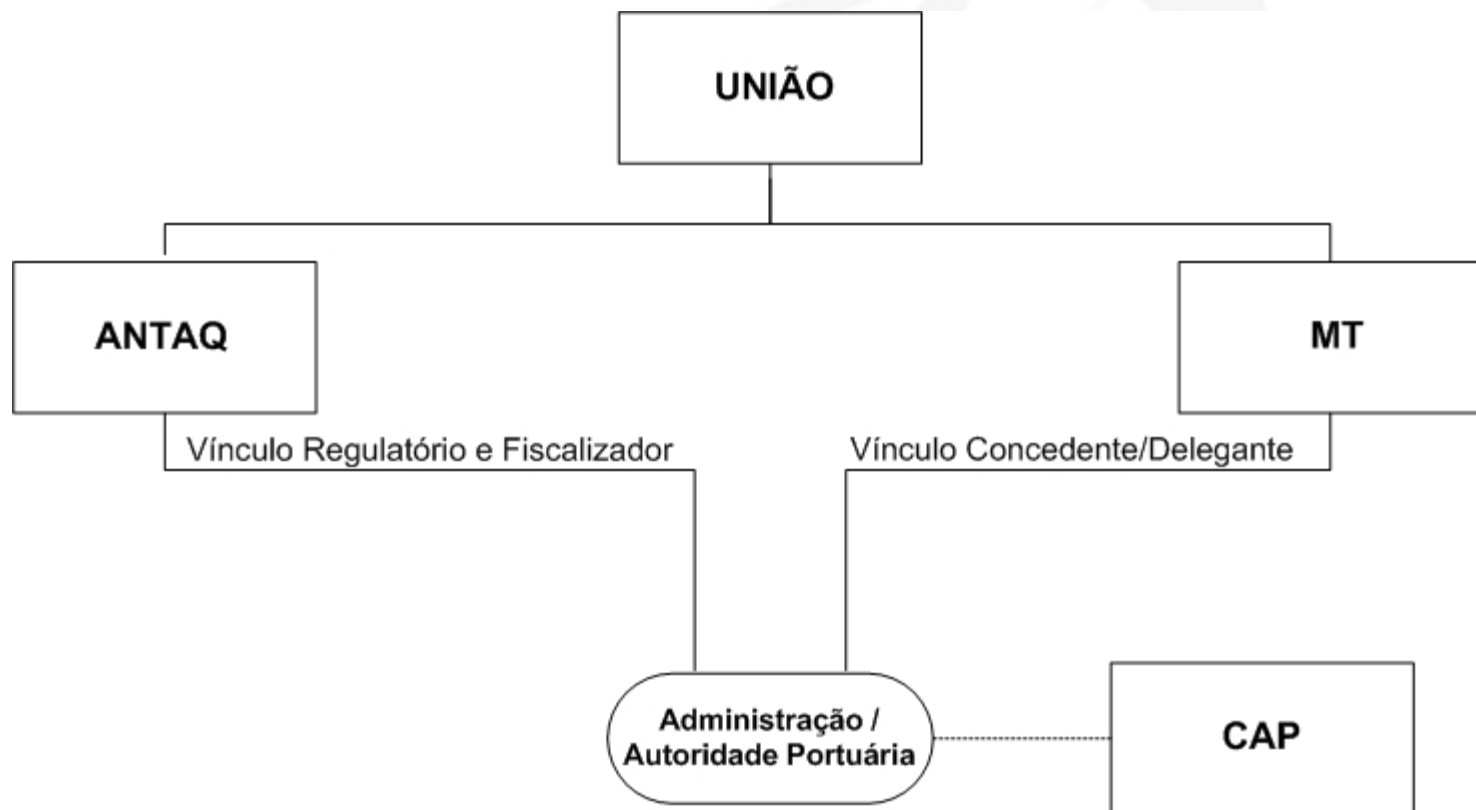 UNIÃO
ANTAQ
MT
Vínculo Regulatório e Fiscalizador
Vínculo Concedente/Delegante
Administração /
Autoridade Portuária
CAP